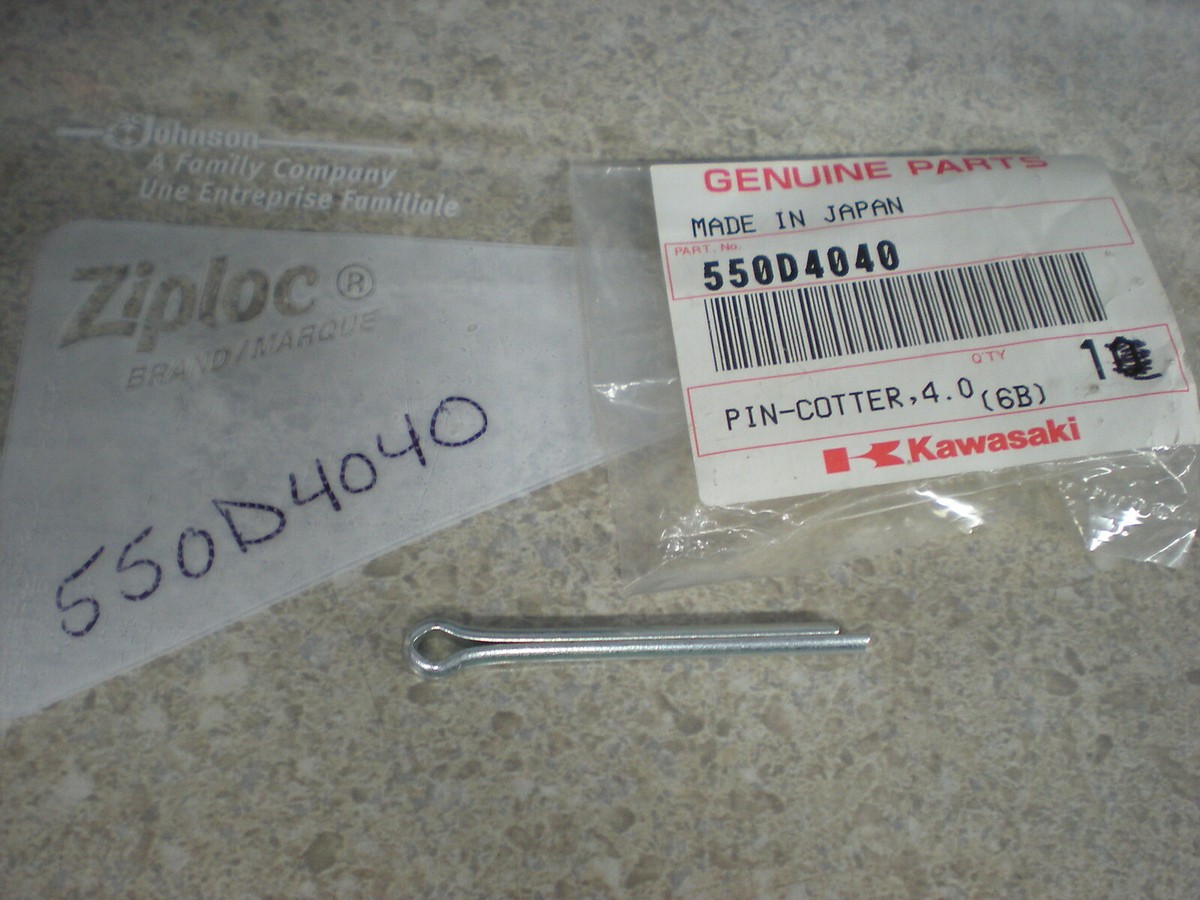 Johnson
A Family Company
Une Entreprise Familiale
Ziploc®
BRAND/MARQUE
550D4040
GENUINE PARTS
MADE IN JAPAN
PART. No.
550D4040
Q'TY
1
PIN-COTTER,4.0(6B)
Kawasaki